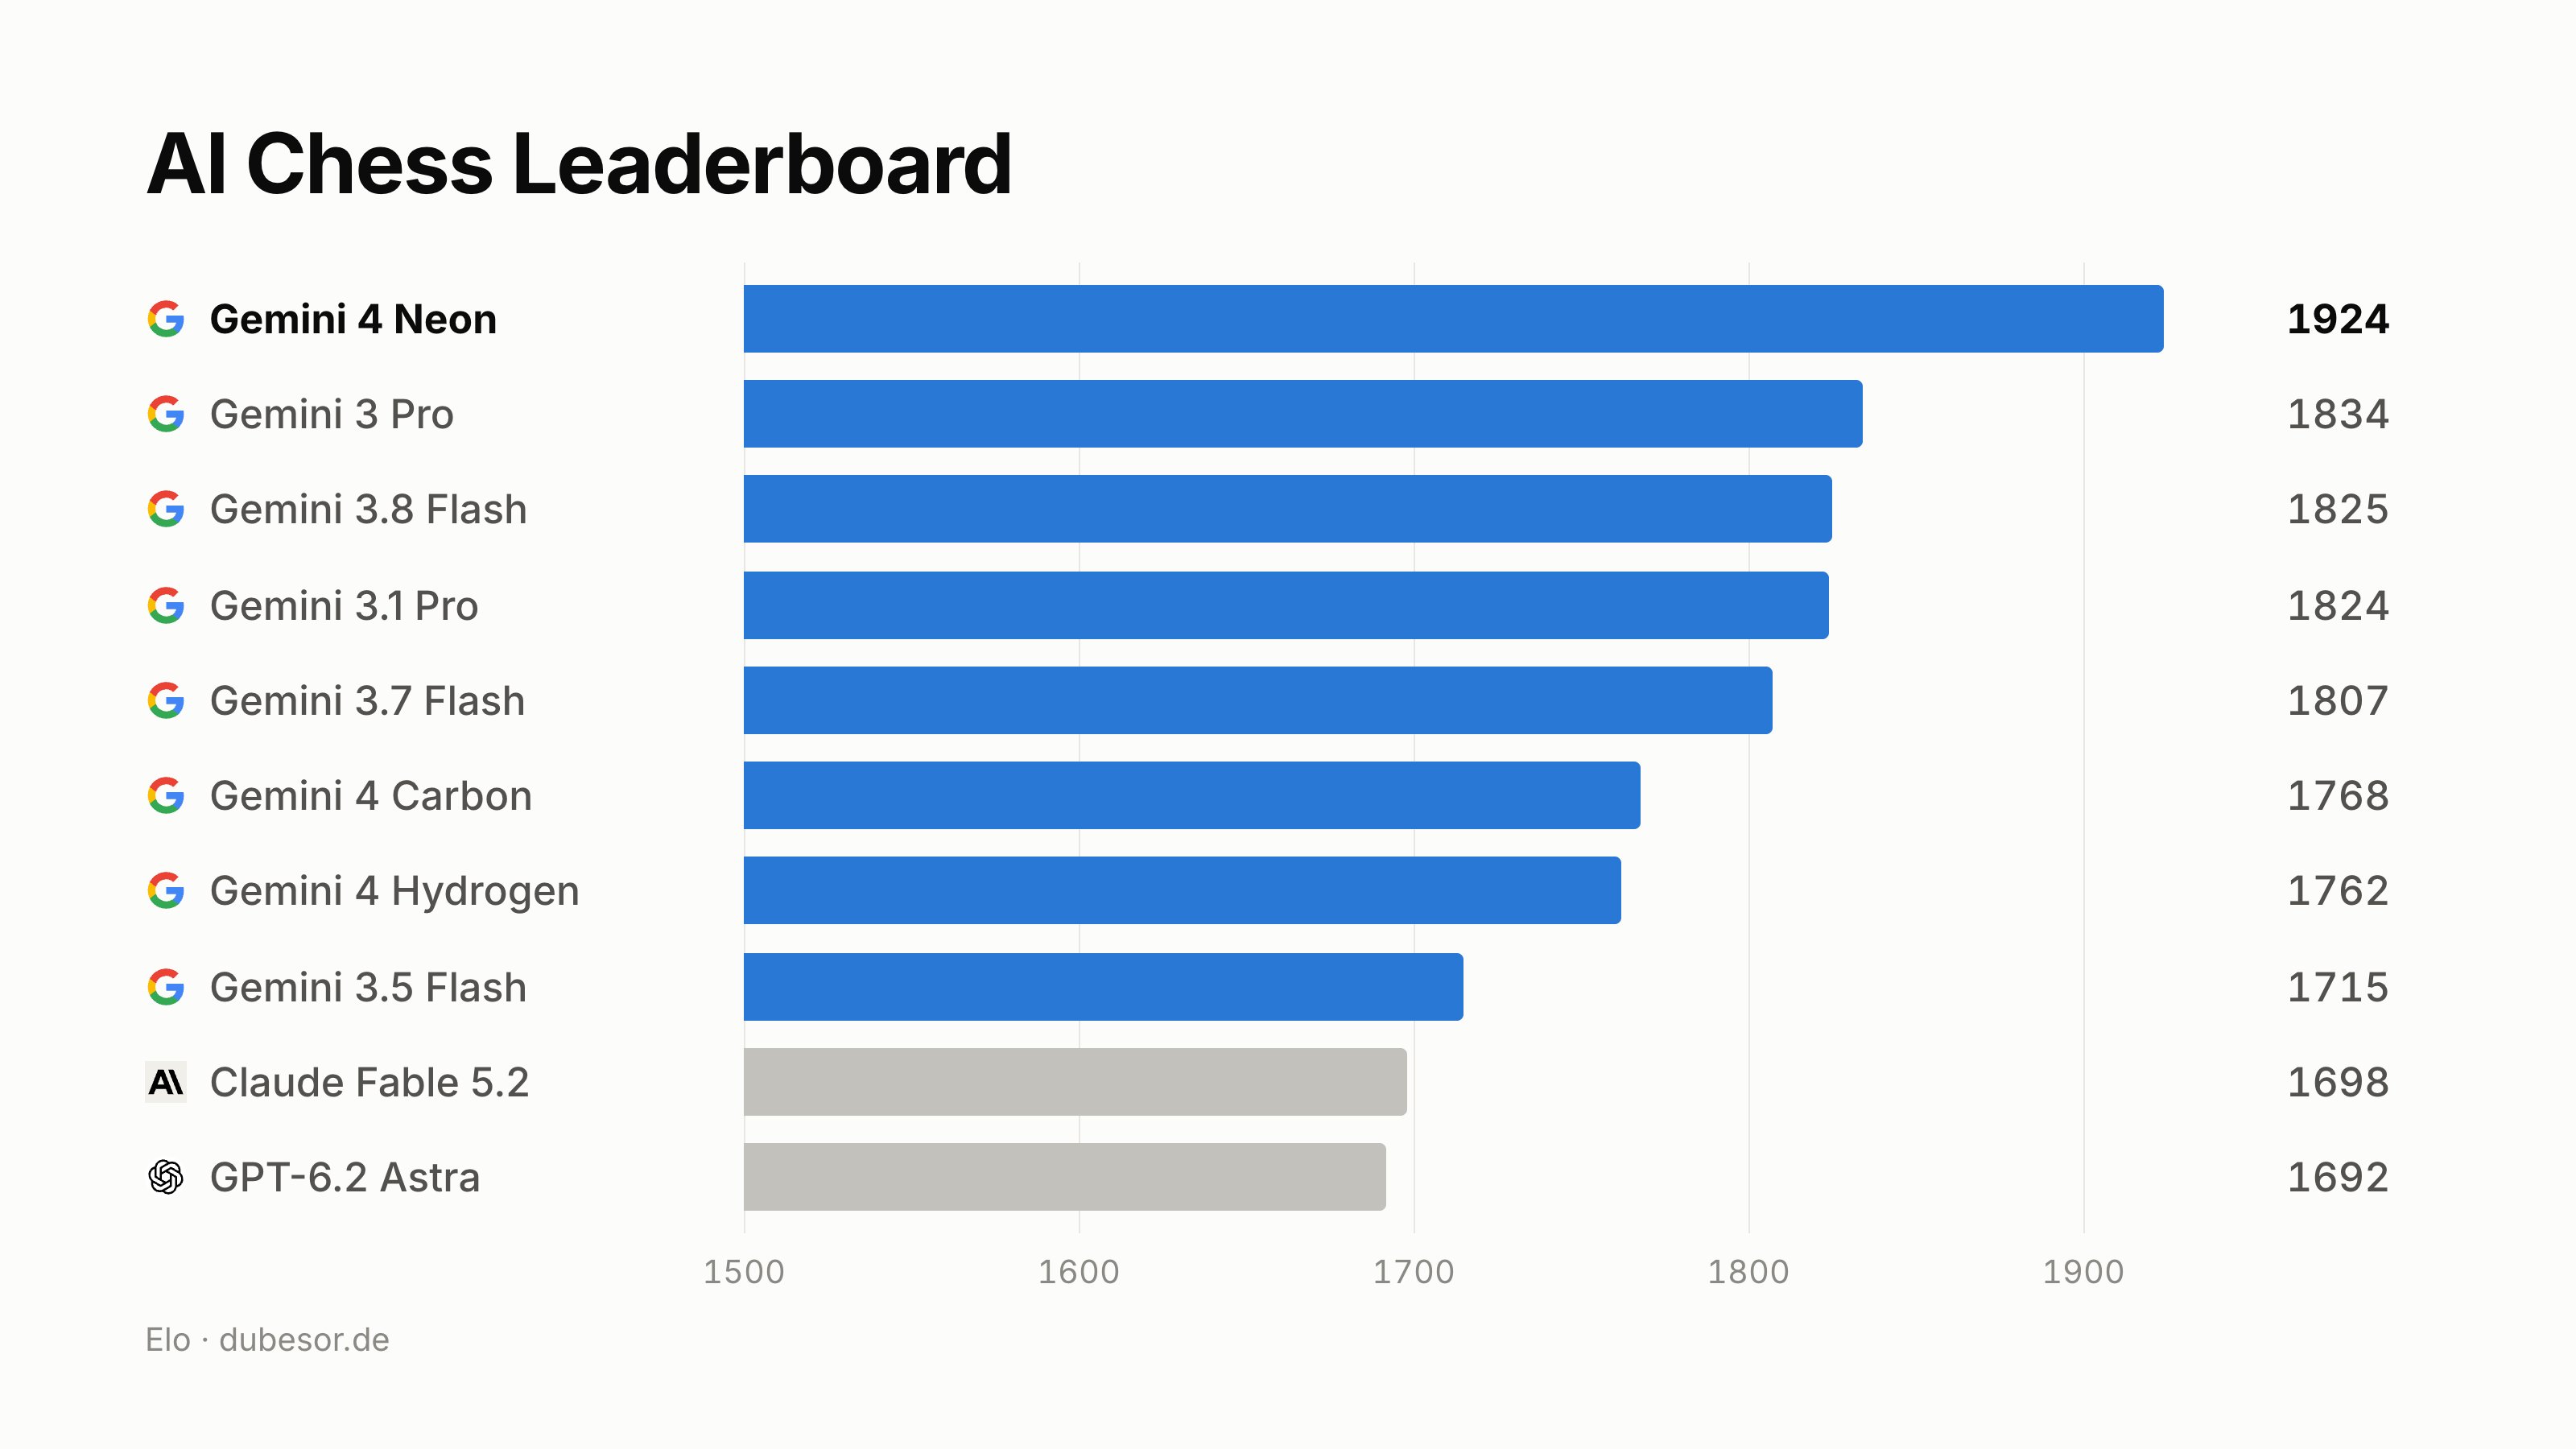 AI Chess Leaderboard
Gemini 4 Neon 1924
Gemini 3 Pro 1834
Gemini 3.8 Flash 1825
Gemini 3.1 Pro 1824
Gemini 3.7 Flash 1807
Gemini 4 Carbon 1768
Gemini 4 Hydrogen 1762
Gemini 3.5 Flash 1715
Claude Fable 5.2 1698
GPT-6.2 Astra 1692
1500 1600 1700 1800 1900
Elo · dubesor.de